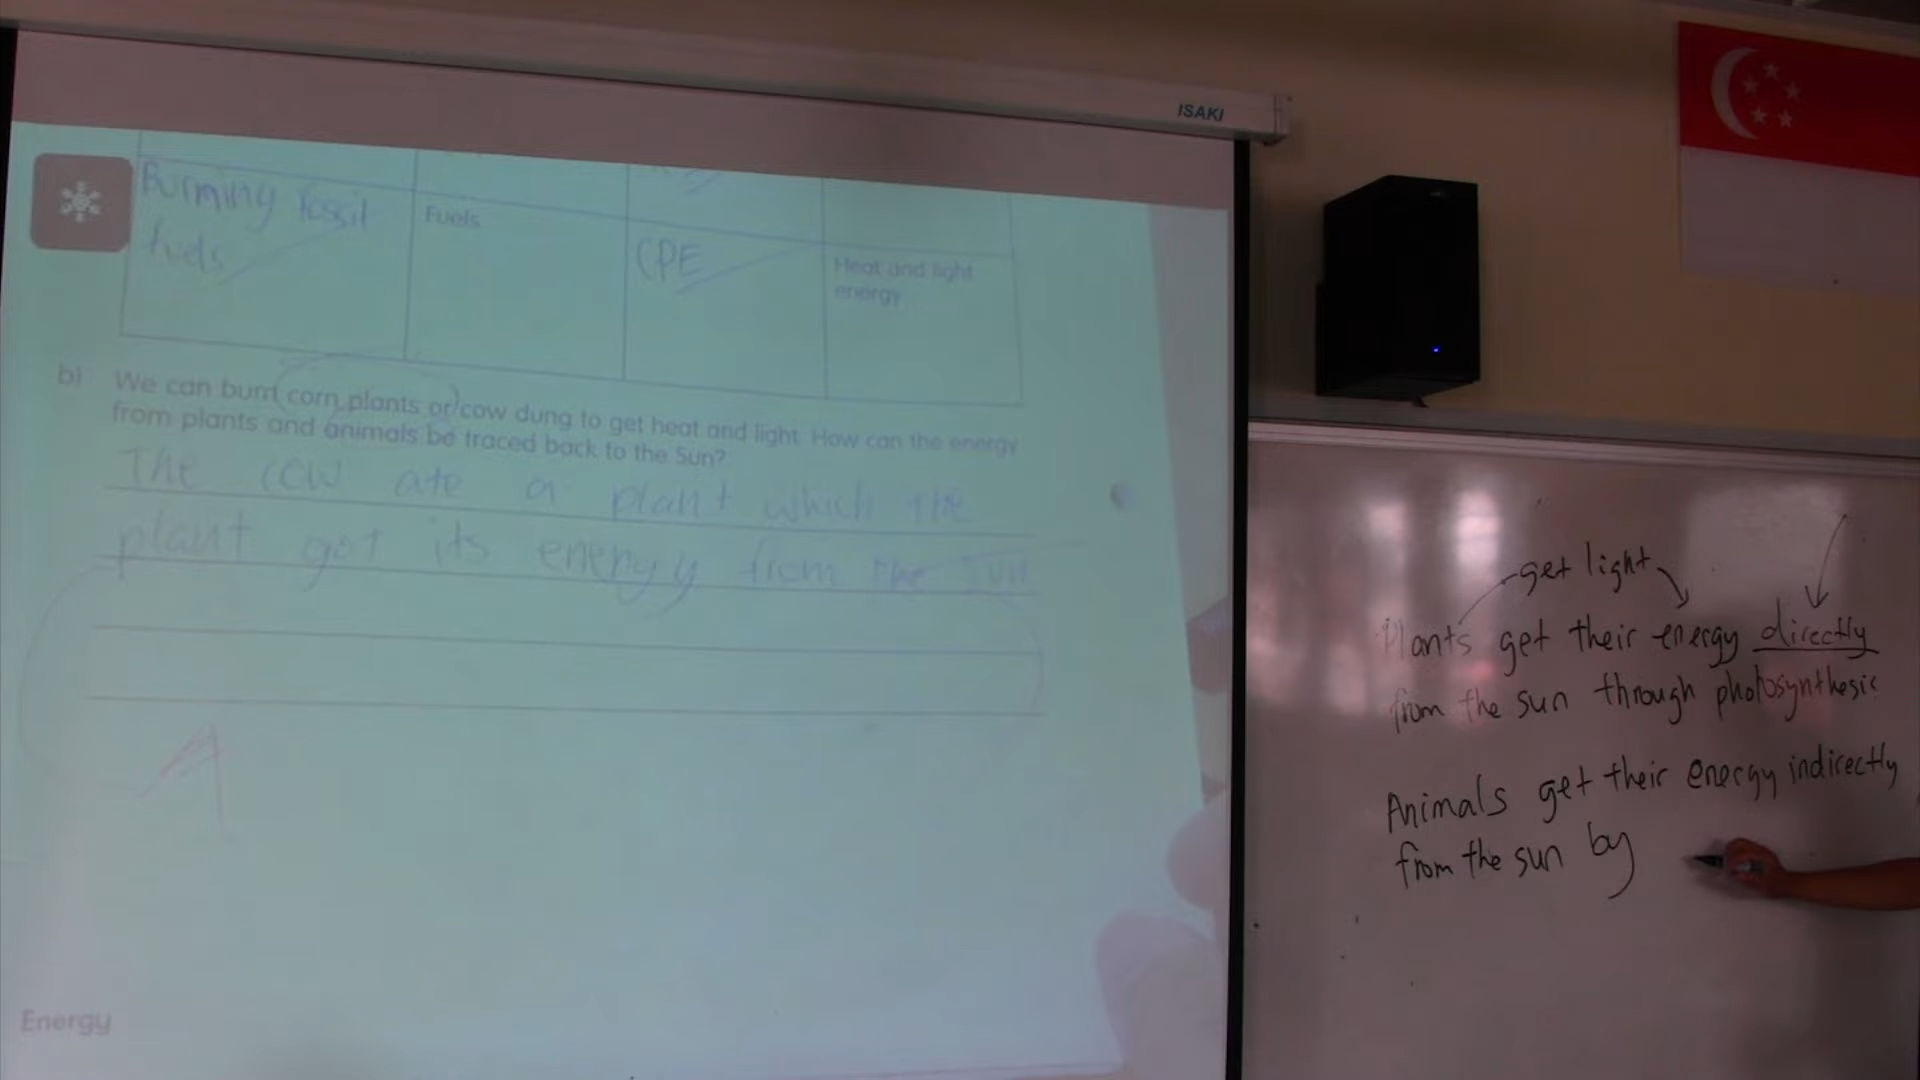 ISAKI
Burning fossil
fuels
Fuels
CPE
Heat and light
energy
b) We can burn corn plants or cow dung to get heat and light. How can the energy
from plants and animals be traced back to the Sun?
The cow ate a plant which the
plant got its energy from the sun
Energy
get light
Plants get their energy directly
from the sun through photosynthesis
Animals get their energy indirectly
from the sun by